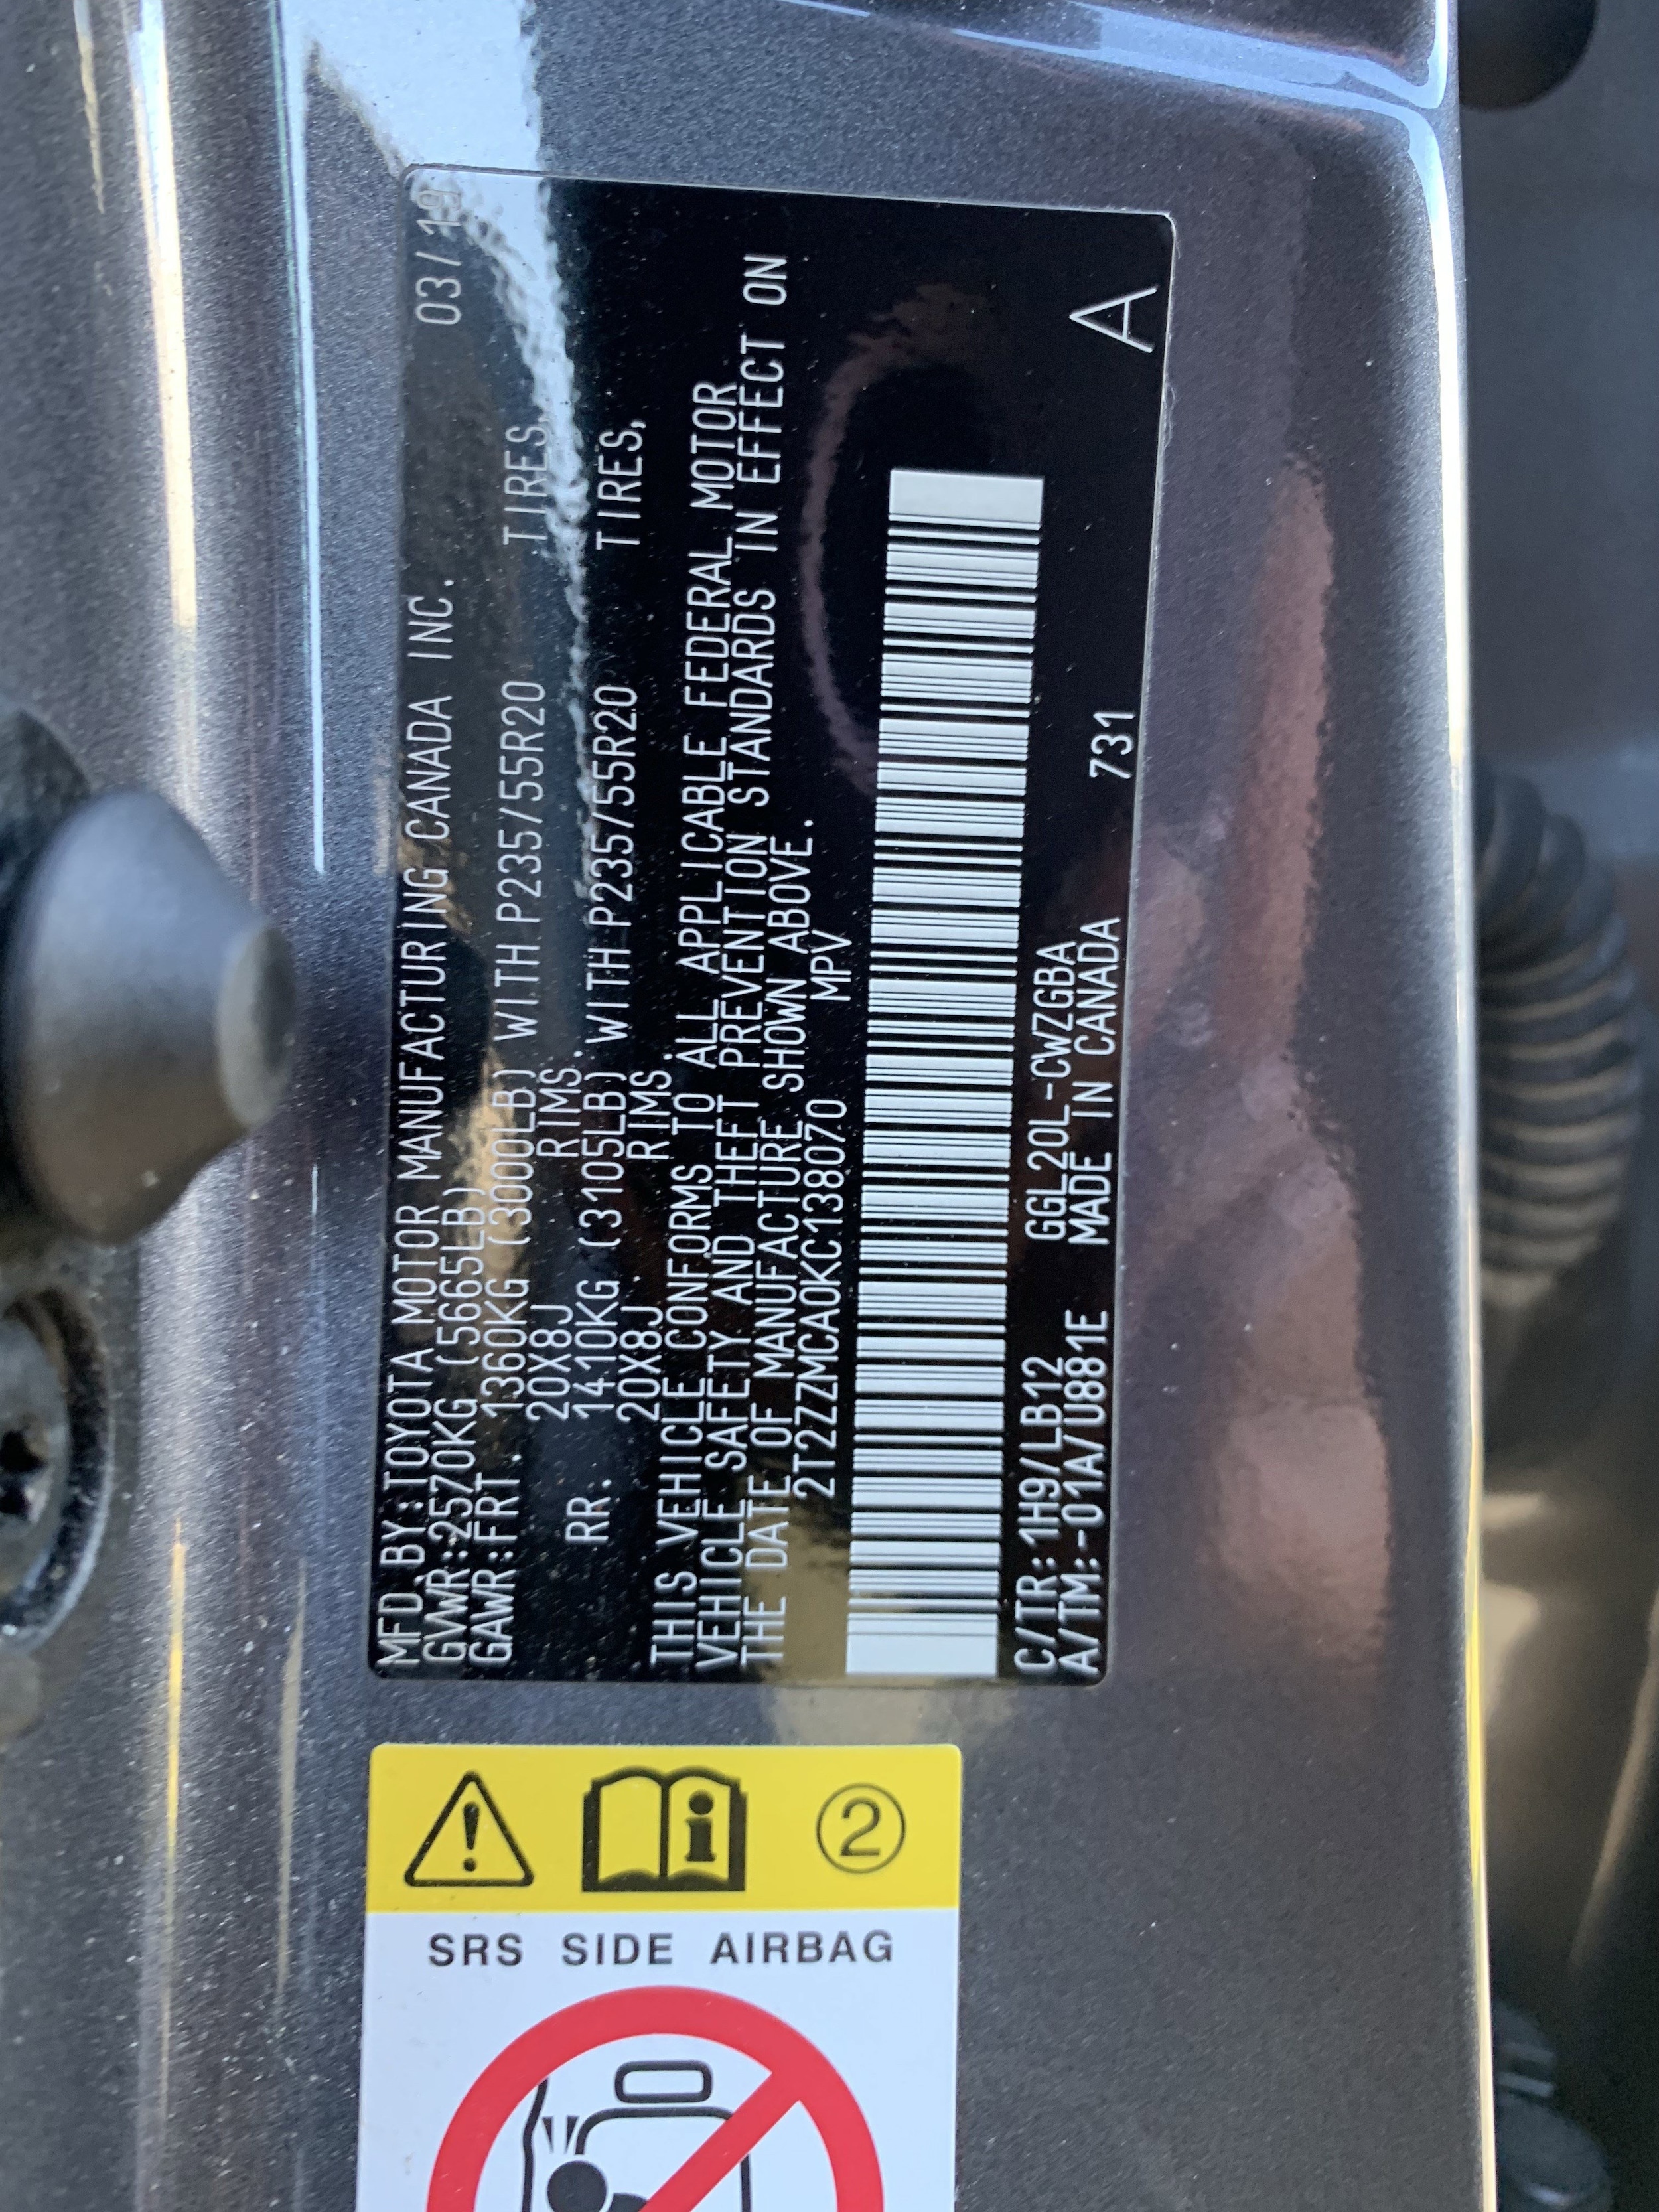 MFD.BY:TOYOTA MOTOR MANUFACTURING CANADA INC. 03/19
GVWR:2570KG (5665LB)
GAWR:FRT 1360KG (3000LB) WITH P235/55R20 TIRES,
20X8J RIMS.
RR. 1410KG (3105LB) WITH P235/55R20 TIRES,
20X8J RIMS.
THIS VEHICLE CONFORMS TO ALL APPLICABLE FEDERAL MOTOR
VEHICLE SAFETY AND THEFT PREVENTION STANDARDS IN EFFECT ON
THE DATE OF MANUFACTURE SHOWN ABOVE.
2T2ZZMCA0KC138070 MPV
C/TR:1H9/LB12 GGL20L-CWZGBA
A/TM:-01A/U881E MADE IN CANADA 731 A
2
SRS SIDE AIRBAG